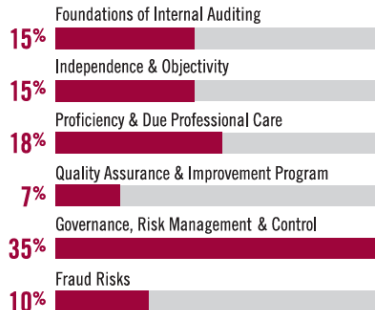 Foundations of Internal Auditing
15%
Independence & Objectivity
15%
Proficiency & Due Professional Care
18%
Quality Assurance & Improvement Program
7%
Governance, Risk Management & Control
35%
Fraud Risks
10%